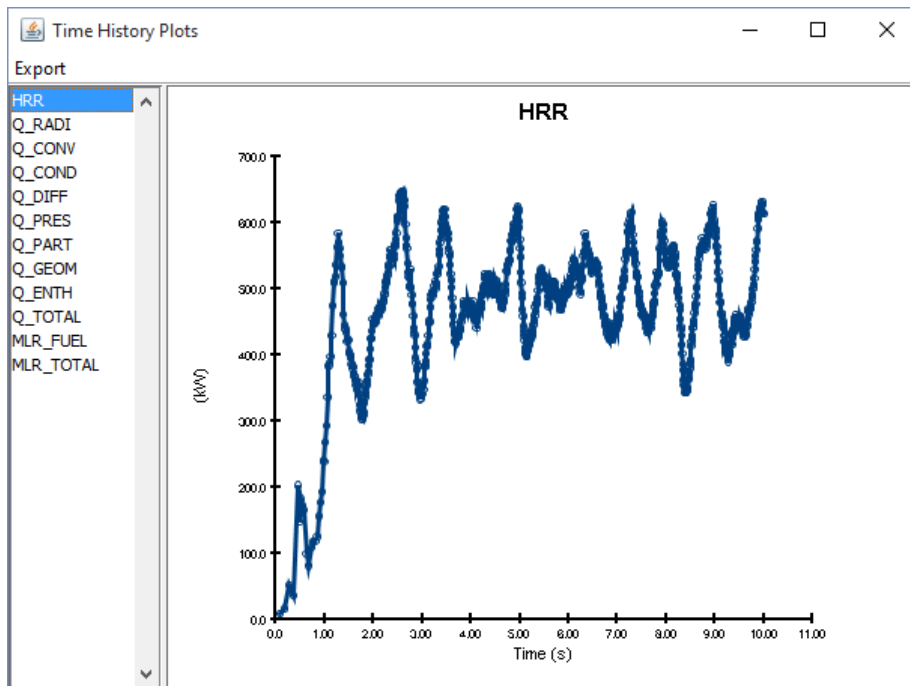 Time History Plots
Export
HRR
Q_RADI
Q_CONV
Q_COND
Q_DIFF
Q_PRES
Q_PART
Q_GEOM
Q_ENTH
Q_TOTAL
MLR_FUEL
MLR_TOTAL
HRR
700.0
600.0
500.0
400.0
300.0
200.0
100.0
0.0
(kW)
0.0 1.00 2.00 3.00 4.00 5.00 6.00 7.00 8.00 9.00 10.00 11.00
Time (s)